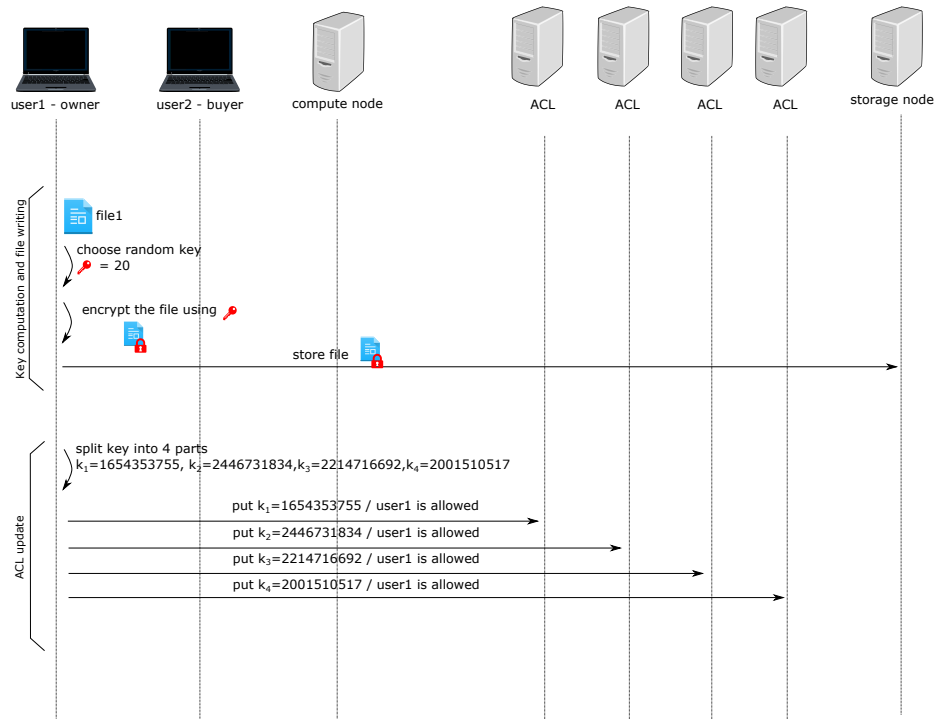 user1 - owner
user2 - buyer
compute node
ACL
ACL
ACL
ACL
storage node
Key computation and file writing
file1
choose random key
= 20
encrypt the file using
store file
ACL update
split key into 4 parts
k₁=1654353755, k₂=2446731834,k₃=2214716692,k₄=2001510517
put k₁=1654353755 / user1 is allowed
put k₂=2446731834 / user1 is allowed
put k₃=2214716692 / user1 is allowed
put k₄=2001510517 / user1 is allowed